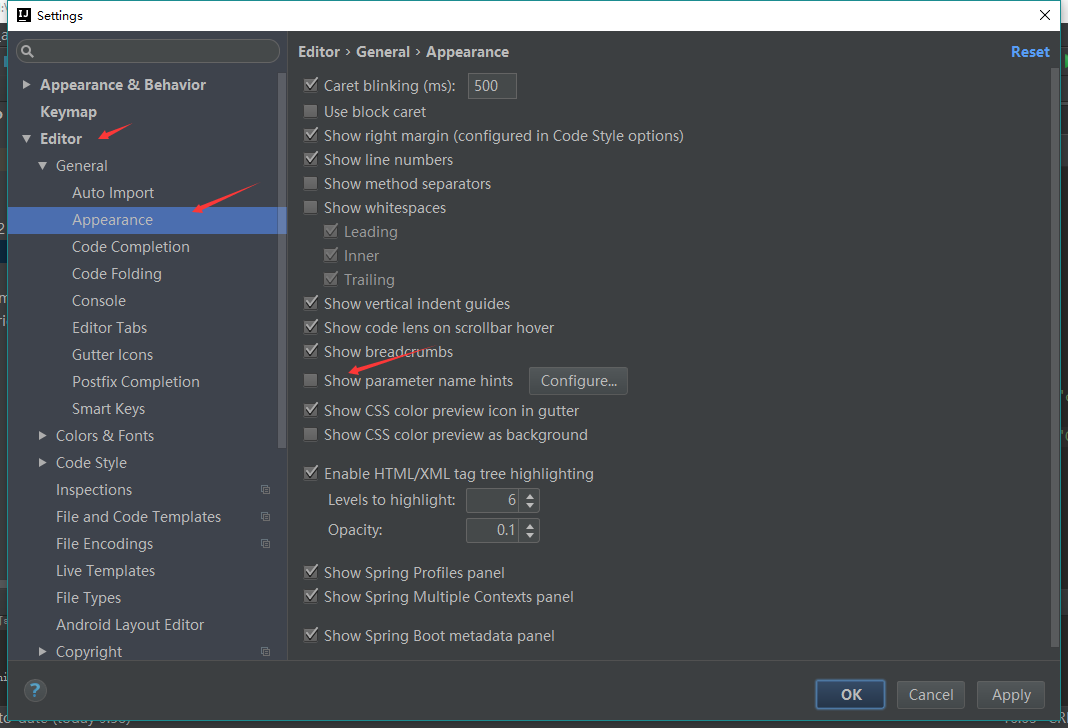 Settings
Editor › General › Appearance
Reset
Appearance & Behavior
Keymap
Editor
General
Auto Import
Appearance
Code Completion
Code Folding
Console
Editor Tabs
Gutter Icons
Postfix Completion
Smart Keys
Colors & Fonts
Code Style
Inspections
File and Code Templates
File Encodings
Live Templates
File Types
Android Layout Editor
Copyright
Caret blinking (ms): 500
Use block caret
Show right margin (configured in Code Style options)
Show line numbers
Show method separators
Show whitespaces
Leading
Inner
Trailing
Show vertical indent guides
Show code lens on scrollbar hover
Show breadcrumbs
Show parameter name hints Configure...
Show CSS color preview icon in gutter
Show CSS color preview as background
Enable HTML/XML tag tree highlighting
Levels to highlight: 6
Opacity: 0.1
Show Spring Profiles panel
Show Spring Multiple Contexts panel
Show Spring Boot metadata panel
?
OK Cancel Apply